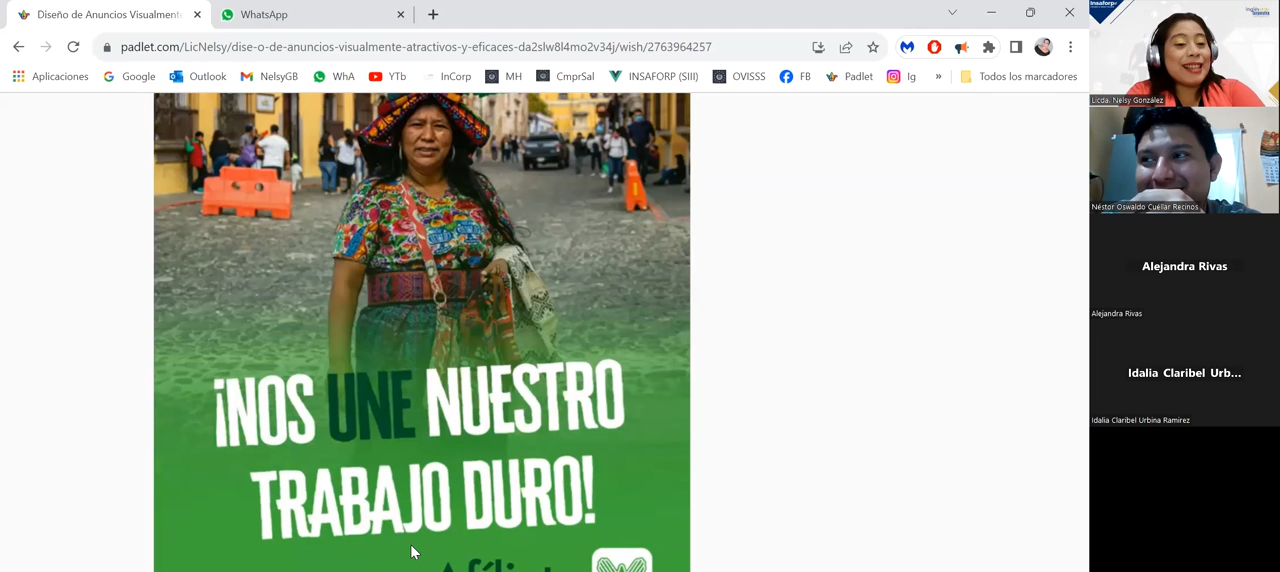 Diseño de Anuncios Visualment
WhatsApp
padlet.com/LicNelsy/dise-o-de-anuncios-visualmente-atractivos-y-eficaces-da2slw8l4mo2v34j/wish/2763964257
Aplicaciones Google Outlook NelsyGB WhA YTb InCorp MH CmprSal INSAFORP (SIII) OVISSS FB Padlet Ig » Todos los marcadores
¡NOS UNE NUESTRO
TRABAJO DURO!
Insaforp
Licda. Nelsy González
Néstor Oswaldo Cuéllar Recinos
Alejandra Rivas
Alejandra Rivas
Idalia Claribel Urb...
Idalia Claribel Urbina Ramirez